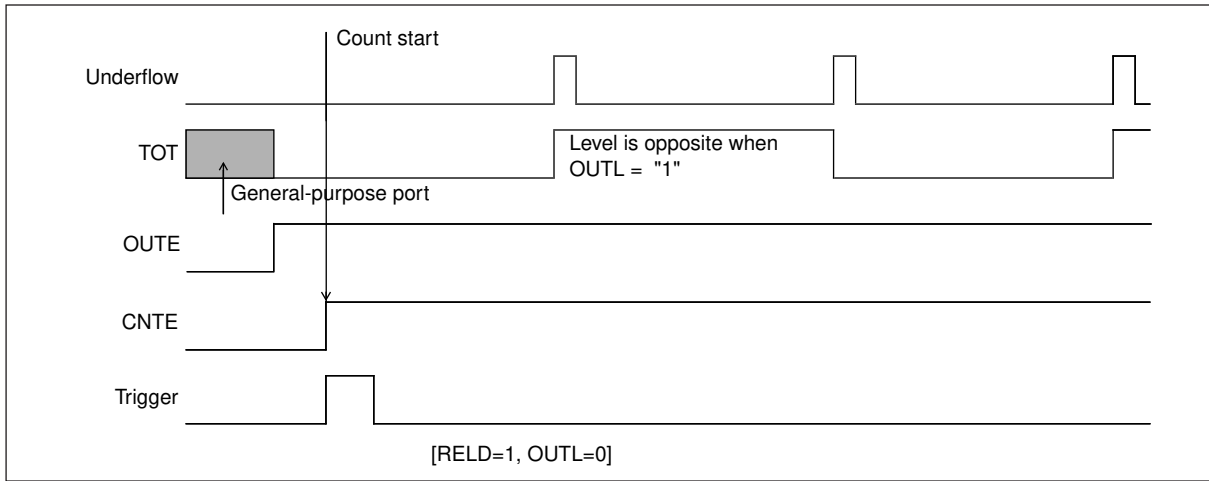 Count start
Underflow
TOT
Level is opposite when
OUTL = "1"
General-purpose port
OUTE
CNTE
Trigger
[RELD=1, OUTL=0]